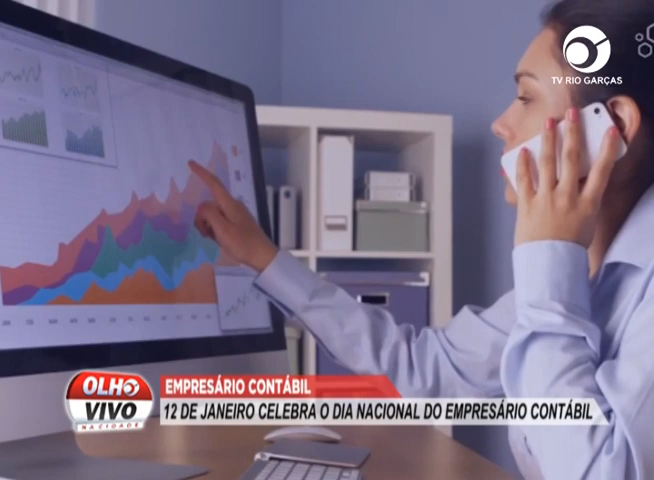 TV RIO GARÇAS
OLHO
VIVO
NA CIDADE
EMPRESÁRIO CONTÁBIL
12 DE JANEIRO CELEBRA O DIA NACIONAL DO EMPRESÁRIO CONTÁBIL